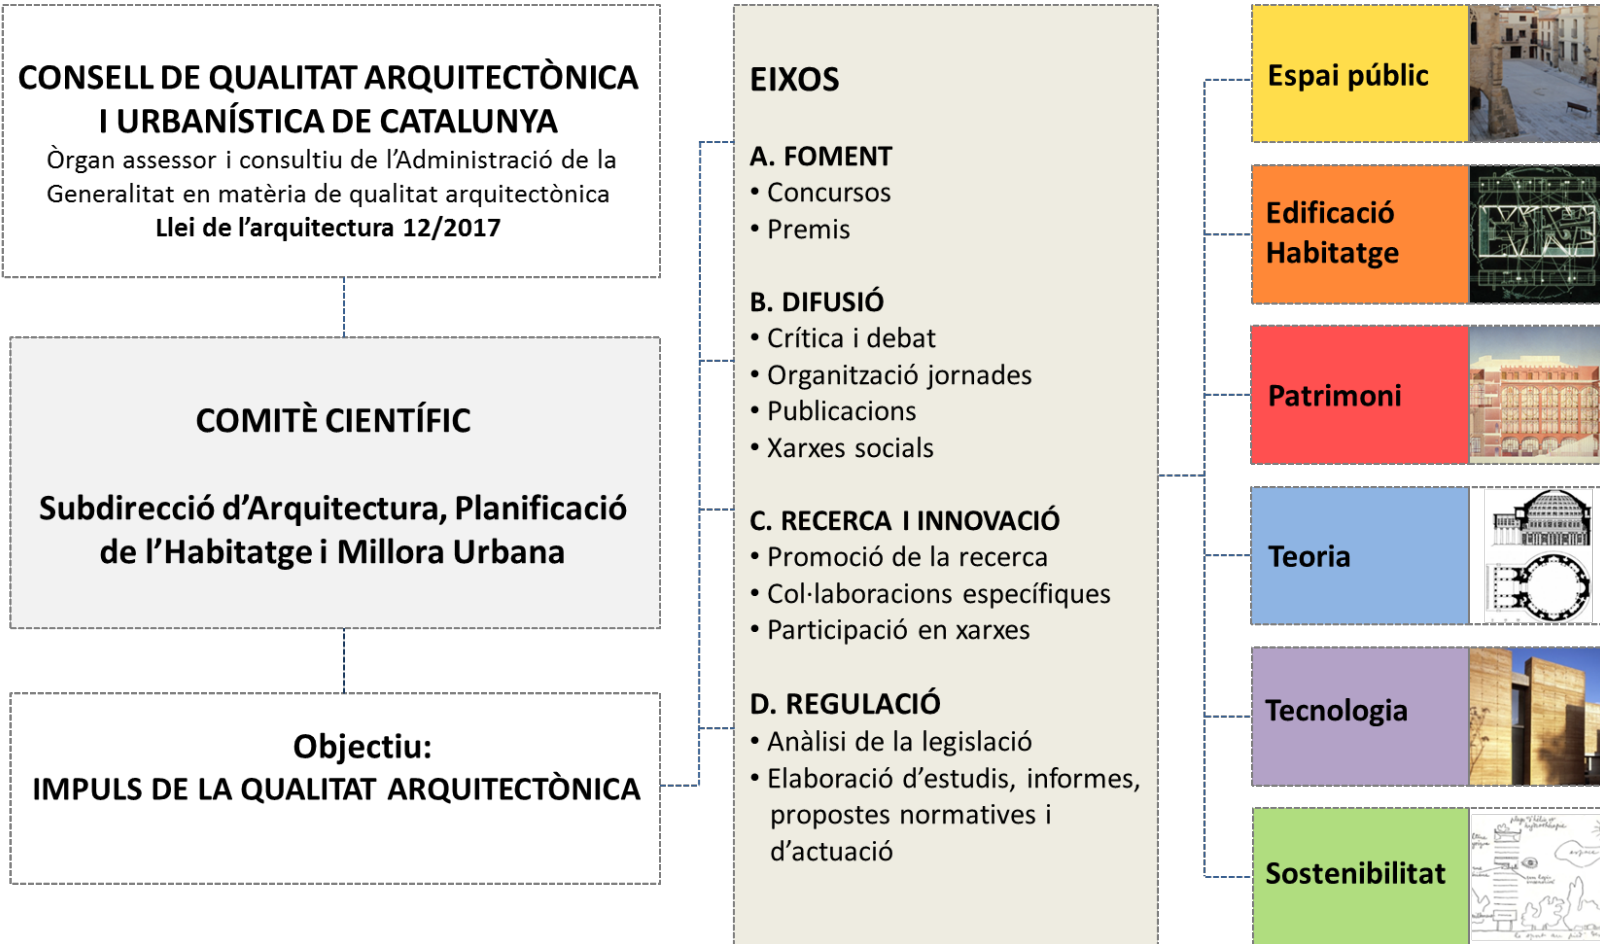 CONSELL DE QUALITAT ARQUITECTÒNICA
I URBANÍSTICA DE CATALUNYA
Òrgan assessor i consultiu de l’Administració de la
Generalitat en matèria de qualitat arquitectònica
Llei de l’arquitectura 12/2017
COMITÈ CIENTÍFIC
Subdirecció d’Arquitectura, Planificació
de l’Habitatge i Millora Urbana
Objectiu:
IMPULS DE LA QUALITAT ARQUITECTÒNICA
EIXOS
A. FOMENT
• Concursos
• Premis
B. DIFUSIÓ
• Crítica i debat
• Organització jornades
• Publicacions
• Xarxes socials
C. RECERCA I INNOVACIÓ
• Promoció de la recerca
• Col·laboracions específiques
• Participació en xarxes
D. REGULACIÓ
• Anàlisi de la legislació
• Elaboració d’estudis, informes,
propostes normatives i
d’actuació
Espai públic
Edificació
Habitatge
Patrimoni
Teoria
Tecnologia
Sostenibilitat